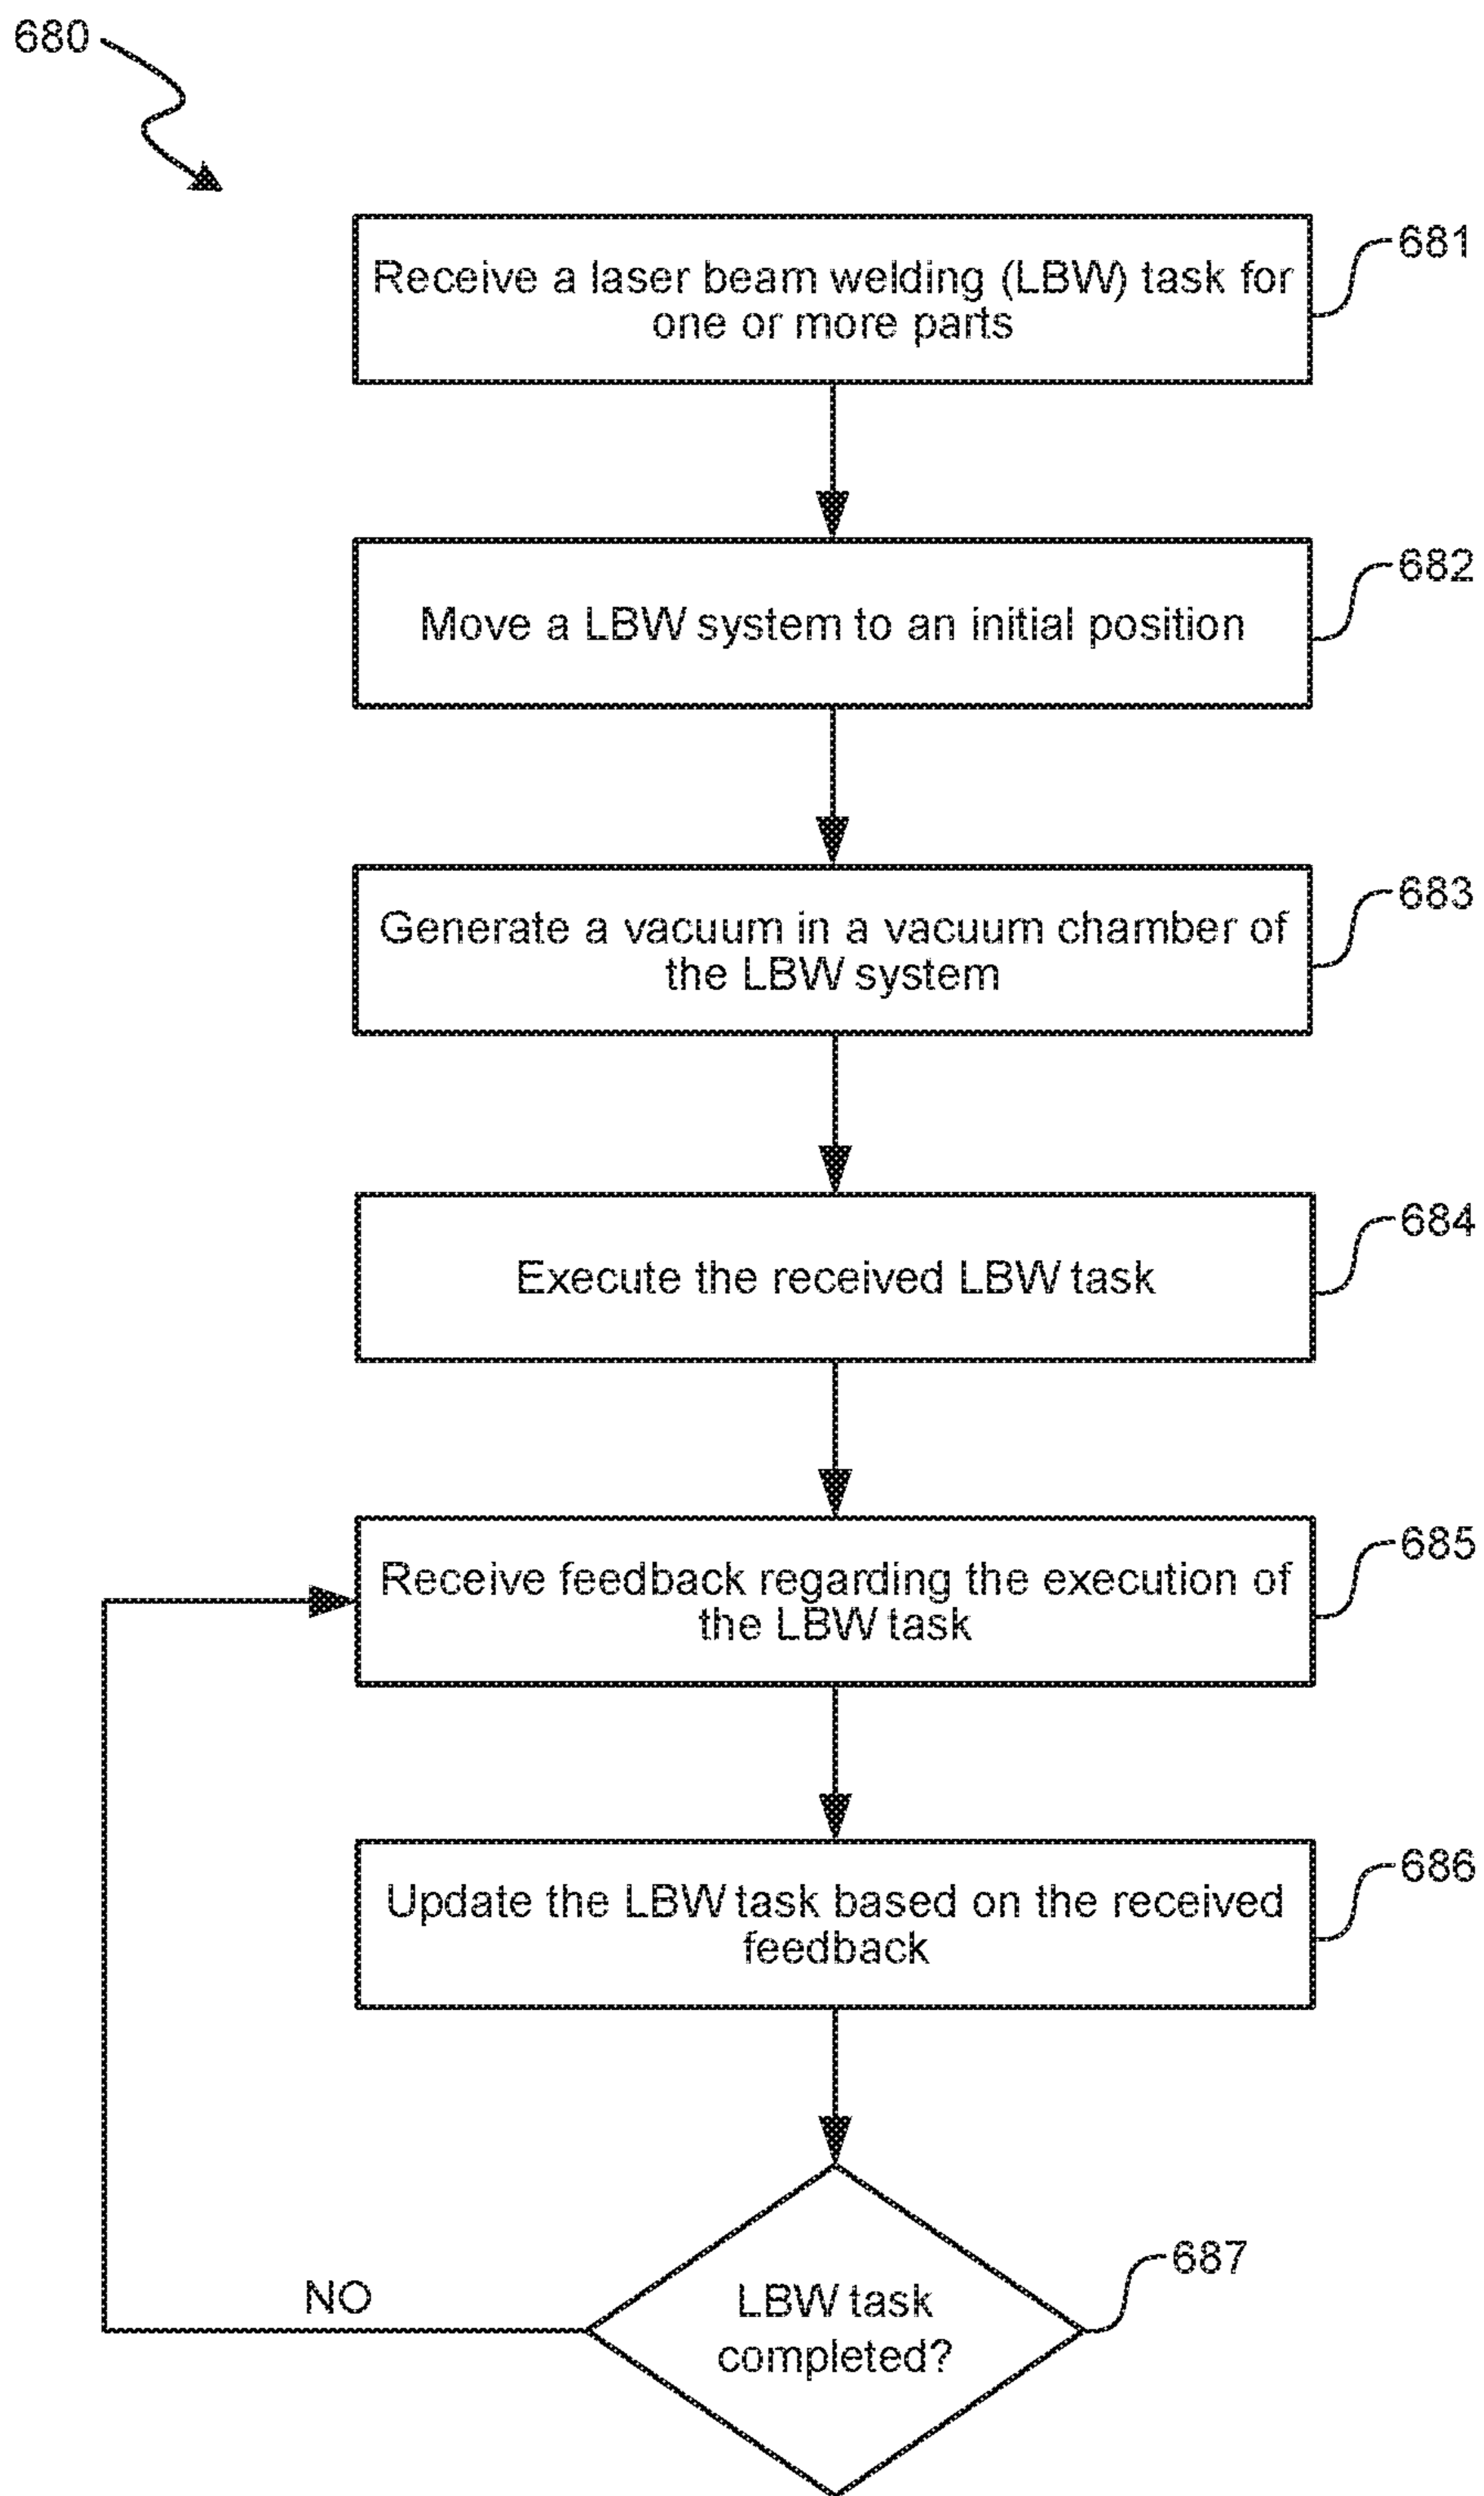 680
Receive a laser beam welding (LBW) task for
one or more parts
681
Move a LBW system to an initial position
682
Generate a vacuum in a vacuum chamber of
the LBW system
683
Execute the received LBW task
684
Receive feedback regarding the execution of
the LBW task
685
Update the LBW task based on the received
feedback
686
LBW task
completed?
687
NO